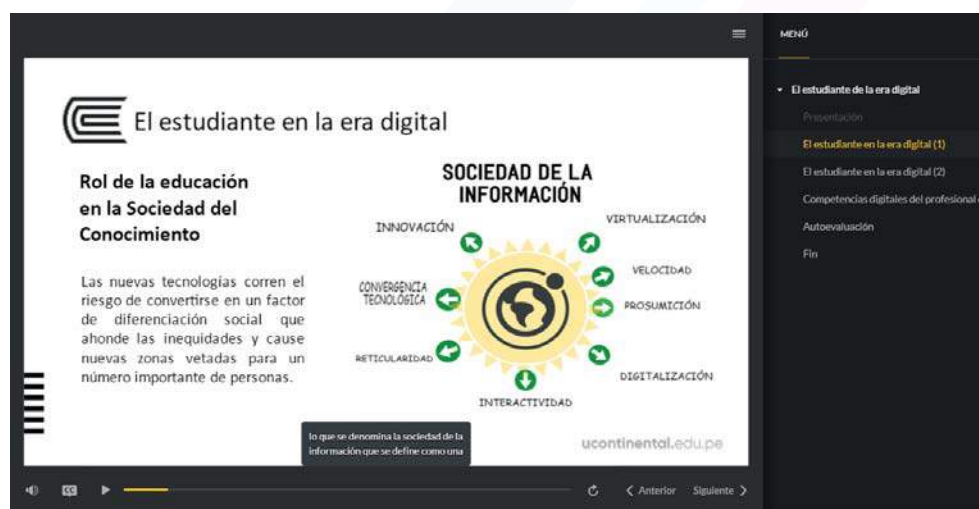 MENÚ
El estudiante de la era digital
Presentación
El estudiante en la era digital (1)
El estudiante en la era digital (2)
Competencias digitales del profesional
Autoevaluación
Fin
El estudiante en la era digital
Rol de la educación
en la Sociedad del
Conocimiento
Las nuevas tecnologías corren el
riesgo de convertirse en un factor
de diferenciación social que
ahonde las inequidades y cause
nuevas zonas vetadas para un
número importante de personas.
SOCIEDAD DE LA
INFORMACIÓN
INNOVACIÓN
VIRTUALIZACIÓN
VELOCIDAD
CONVERGENCIA
TECNOLÓGICA
PROSUMICIÓN
RETICULARIDAD
DIGITALIZACIÓN
INTERACTIVIDAD
lo que se denomina la sociedad de la
información que se define como una
ucontinental.edu.pe
CC
Anterior
Siguiente